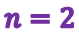 n = 2